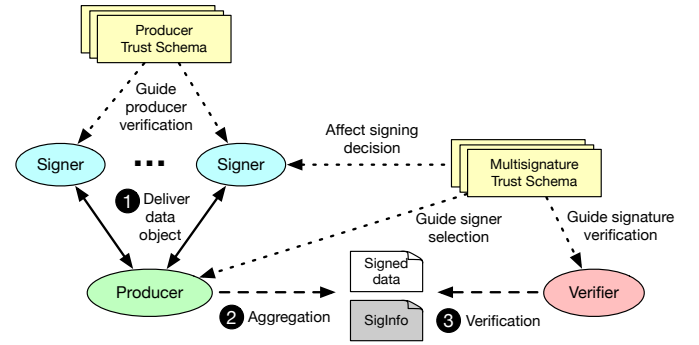 Producer
Trust Schema
Guide
producer
verification
Affect signing
decision
Signer
...
Signer
Multisignature
Trust Schema
1 Deliver
data
object
Guide signer
selection
Guide signature
verification
Signed
data
Producer
Verifier
2 Aggregation
SigInfo
3 Verification